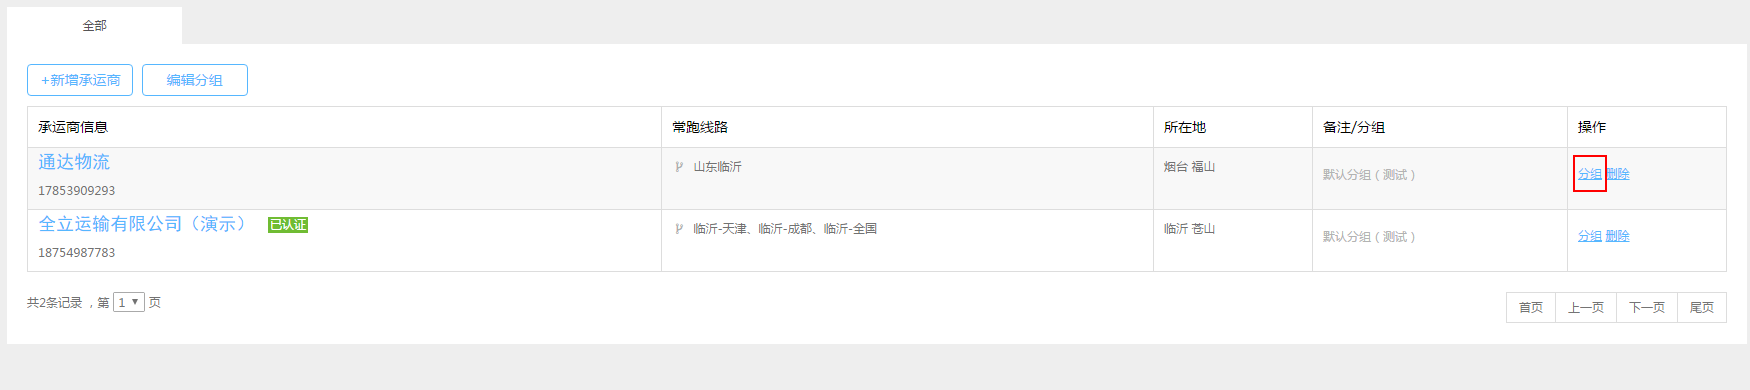 全部
+新增承运商 编辑分组
承运商信息 常跑线路 所在地 备注/分组 操作
通达物流
17853909293
山东临沂 烟台 福山 默认分组 ( 测试 ) 分组 删除
全立运输有限公司（演示） 已认证
18754987783
临沂-天津、临沂-成都、临沂-全国 临沂 苍山 默认分组 ( 测试 ) 分组 删除
共2条记录 ，第 1 页 首页 上一页 下一页 尾页